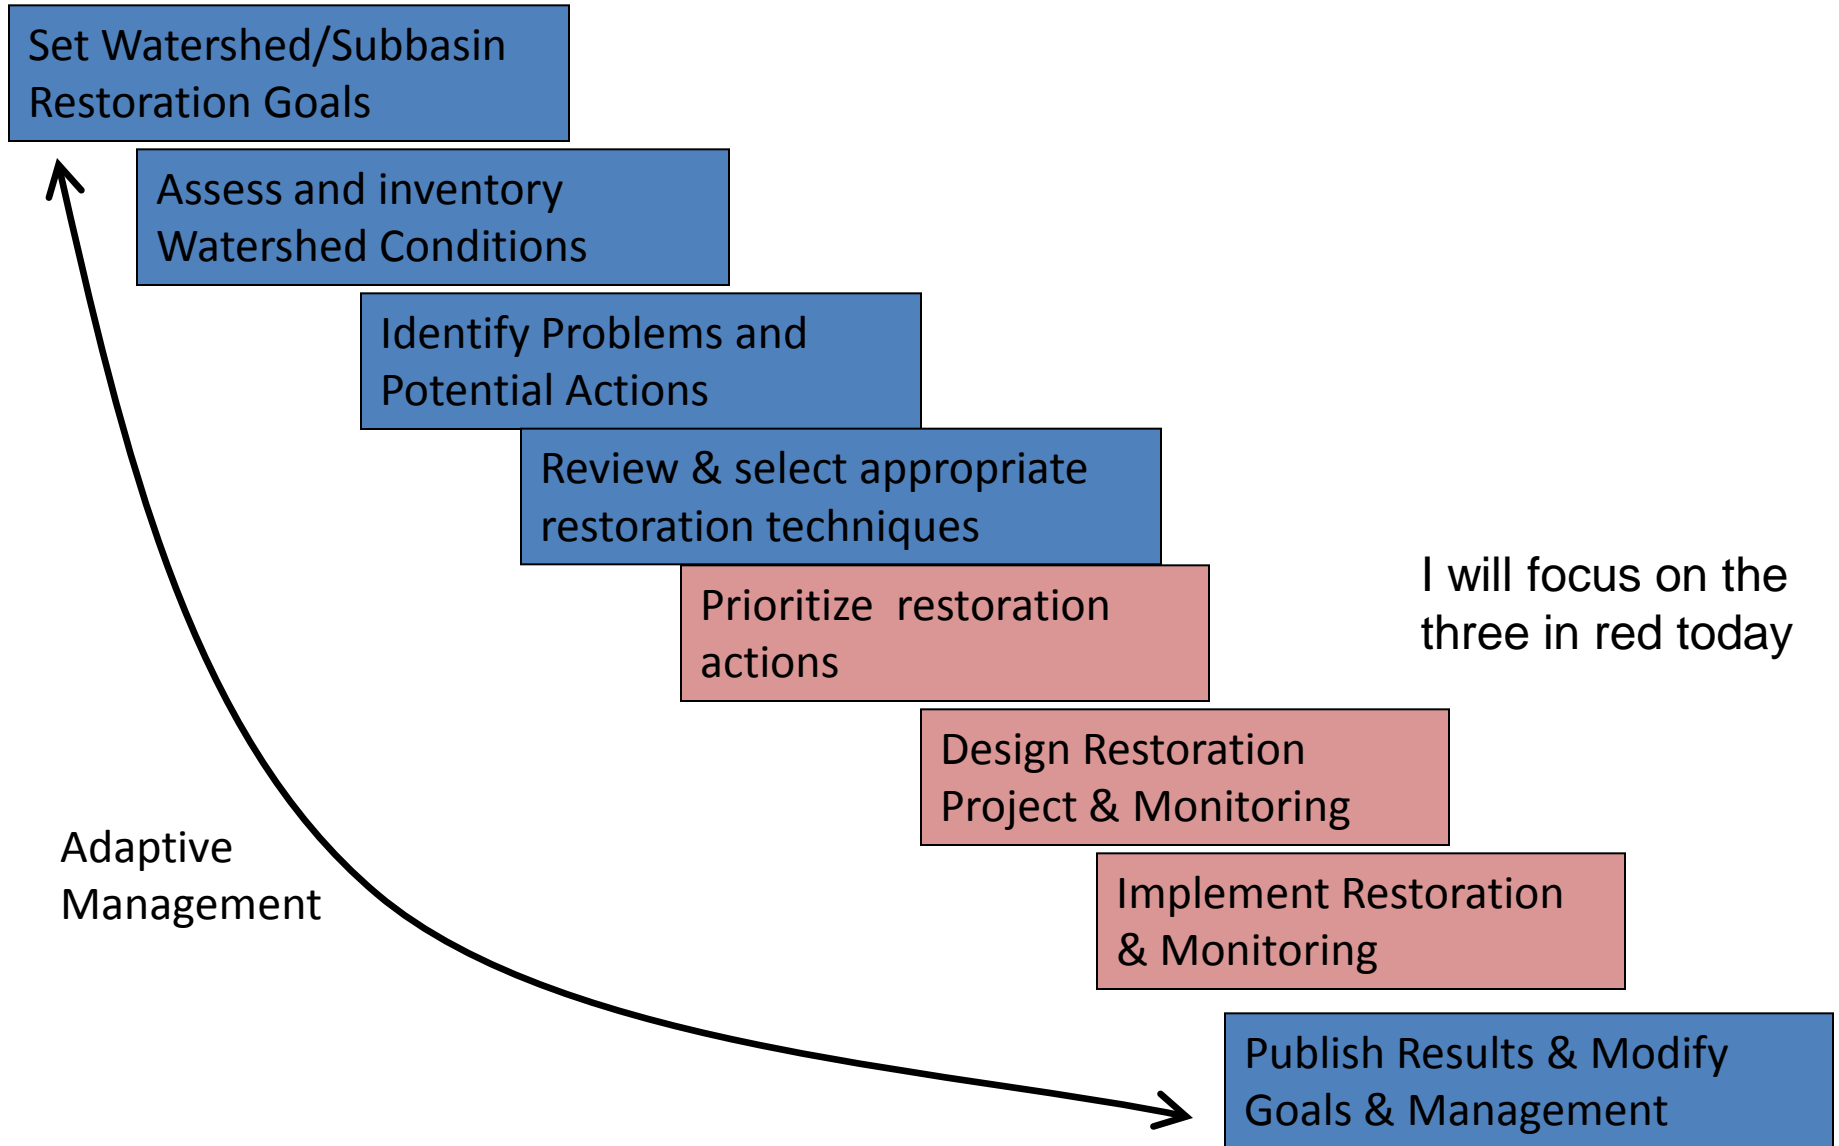 Set Watershed/Subbasin
Restoration Goals
Assess and inventory
Watershed Conditions
Identify Problems and
Potential Actions
Review & select appropriate
restoration techniques
Prioritize  restoration
actions
I will focus on the
three in red today
Design Restoration
Project & Monitoring
Adaptive
Management
Implement Restoration
& Monitoring
Publish Results & Modify
Goals & Management